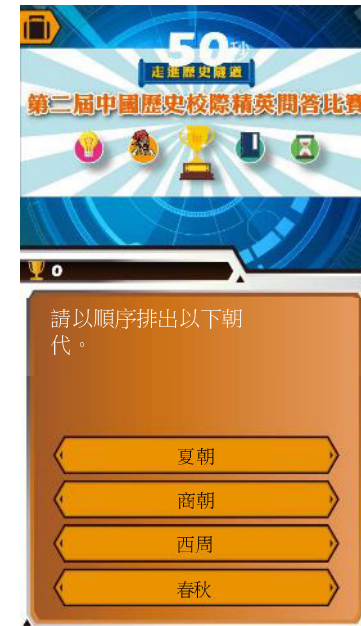 50秒
走進歷史隧道
第二屆中國歷史校際精英問答比賽
0
請以順序排出以下朝
代。
夏朝
商朝
西周
春秋